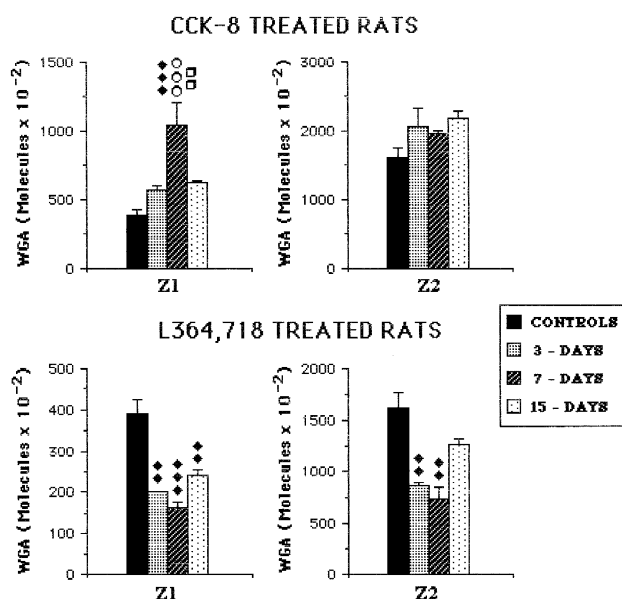 CCK-8 TREATED RATS
WGA (Molecules x 10⁻²)
1500
1000
500
0
Z1
WGA (Molecules x 10⁻²)
3000
2000
1000
0
Z2
L364,718 TREATED RATS
WGA (Molecules x 10⁻²)
500
400
300
200
100
0
Z1
WGA (Molecules x 10⁻²)
2000
1500
1000
500
0
Z2
CONTROLS
3 - DAYS
7 - DAYS
15 - DAYS